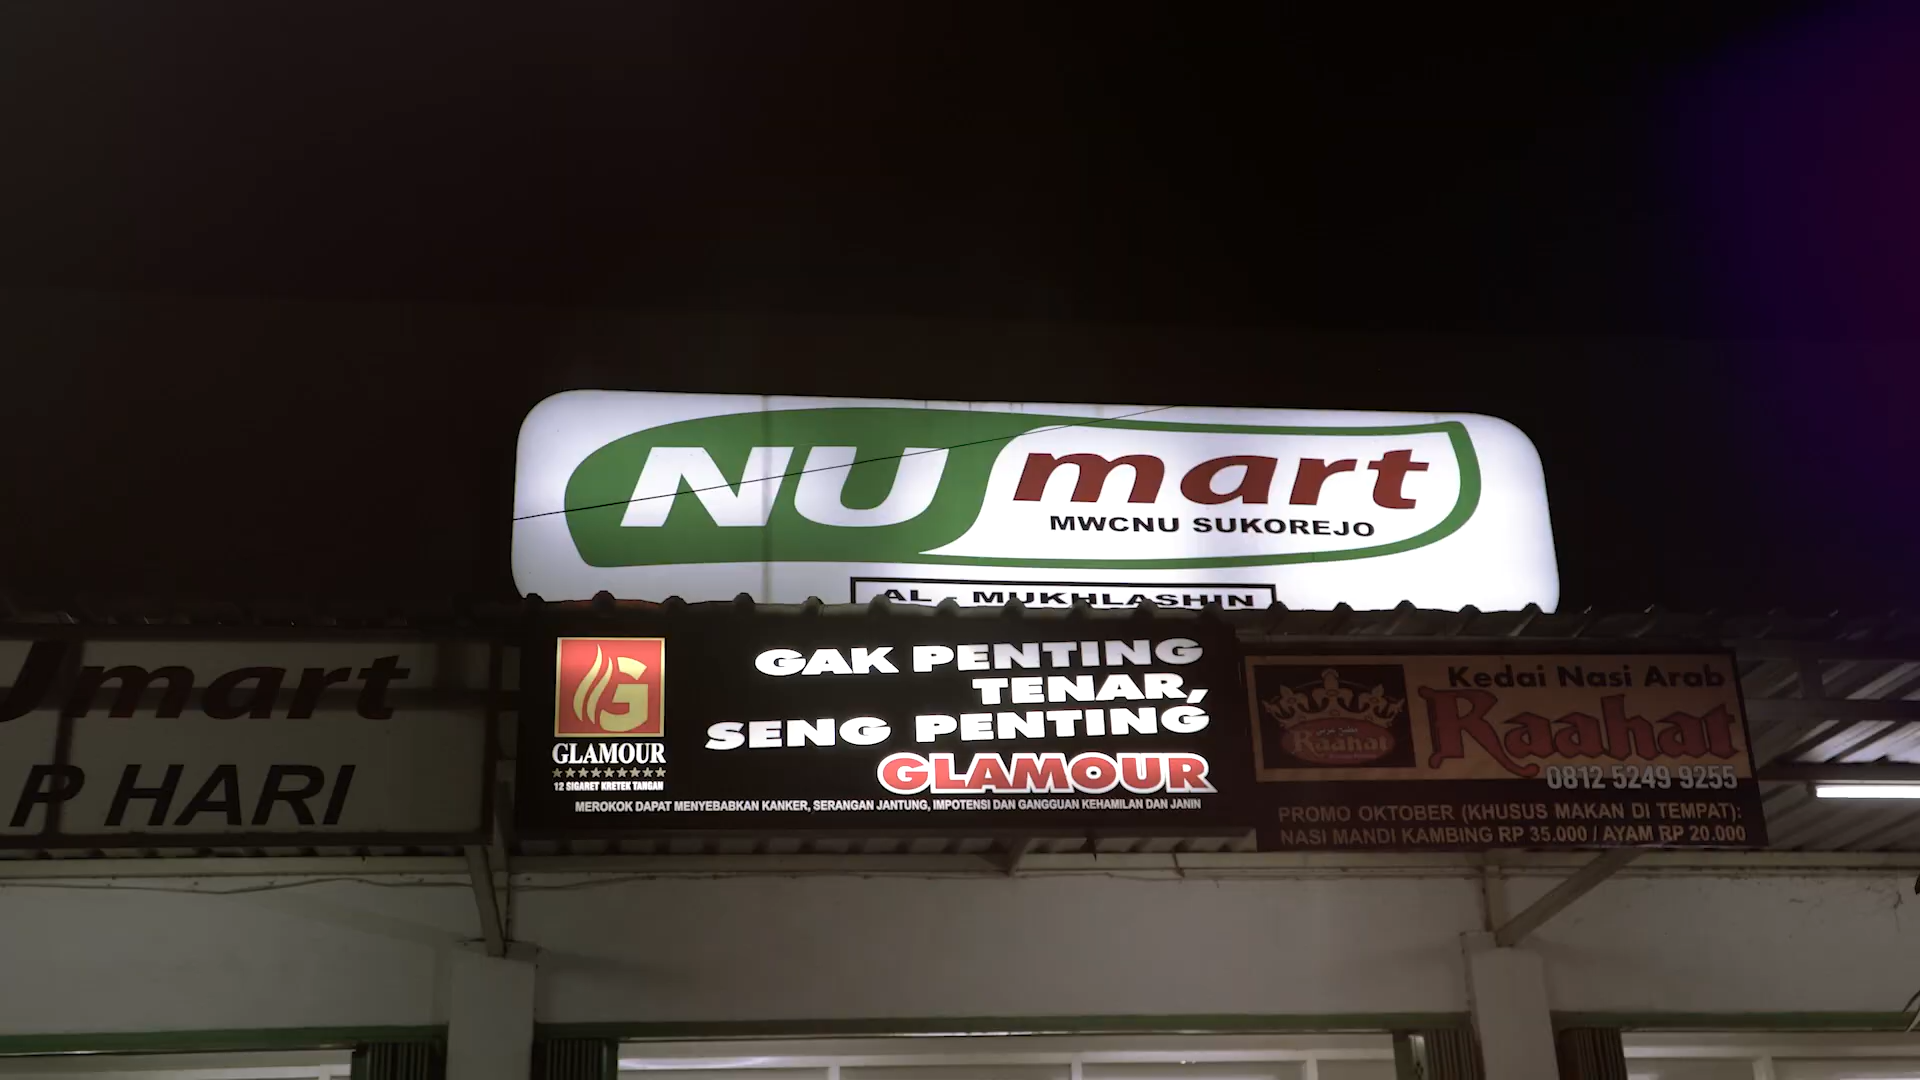 NU mart
MWCNU SUKOREJO
AL - MUKHLASHIN
mart
P HARI
G
GLAMOUR
12 SIGARET KRETEK TANGAN
GAK PENTING
TENAR,
SENG PENTING
GLAMOUR
MEROKOK DAPAT MENYEBABKAN KANKER, SERANGAN JANTUNG, IMPOTENSI DAN GANGGUAN KEHAMILAN DAN JANIN
Raahat
Kedai Nasi Arab
Raahat
0812 5249 9255
PROMO OKTOBER (KHUSUS MAKAN DI TEMPAT):
NASI MANDI KAMBING RP 35.000 / AYAM RP 20.000